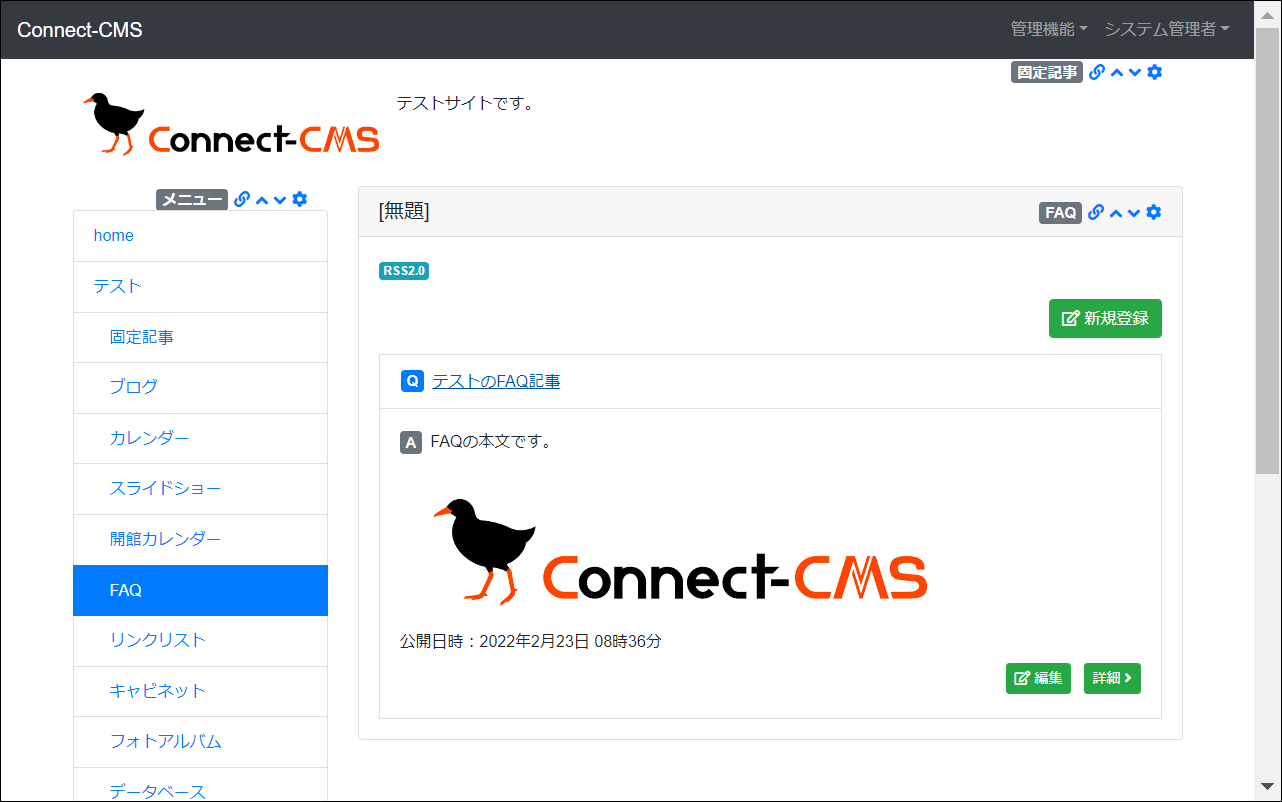 Connect-CMS
管理機能 システム管理者
固定記事
Connect-CMS
テストサイトです。
メニュー
home
テスト
固定記事
ブログ
カレンダー
スライドショー
開館カレンダー
FAQ
リンクリスト
キャビネット
フォトアルバム
データベース
[無題]
FAQ
RSS2.0
新規登録
Q テストのFAQ記事
A FAQの本文です。
Connect-CMS
公開日時：2022年2月23日 08時36分
編集 詳細